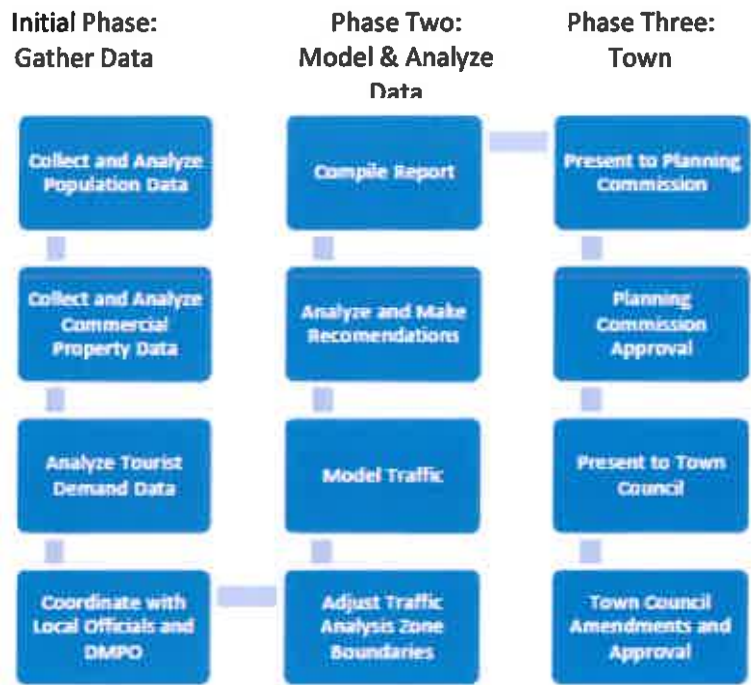 Initial Phase:
Gather Data
Phase Two:
Model & Analyze
Data
Phase Three:
Town
Collect and Analyze
Population Data
Collect and Analyze
Commercial
Property Data
Analyze Tourist
Demand Data
Coordinate with
Local Officials and
DMPO
Compile Report
Analyze and Make
Recomendations
Model Traffic
Adjust Traffic
Analysis Zone
Boundaries
Present to Planning
Commission
Planning
Commission
Approval
Present to Town
Council
Town Council
Amendments and
Approval